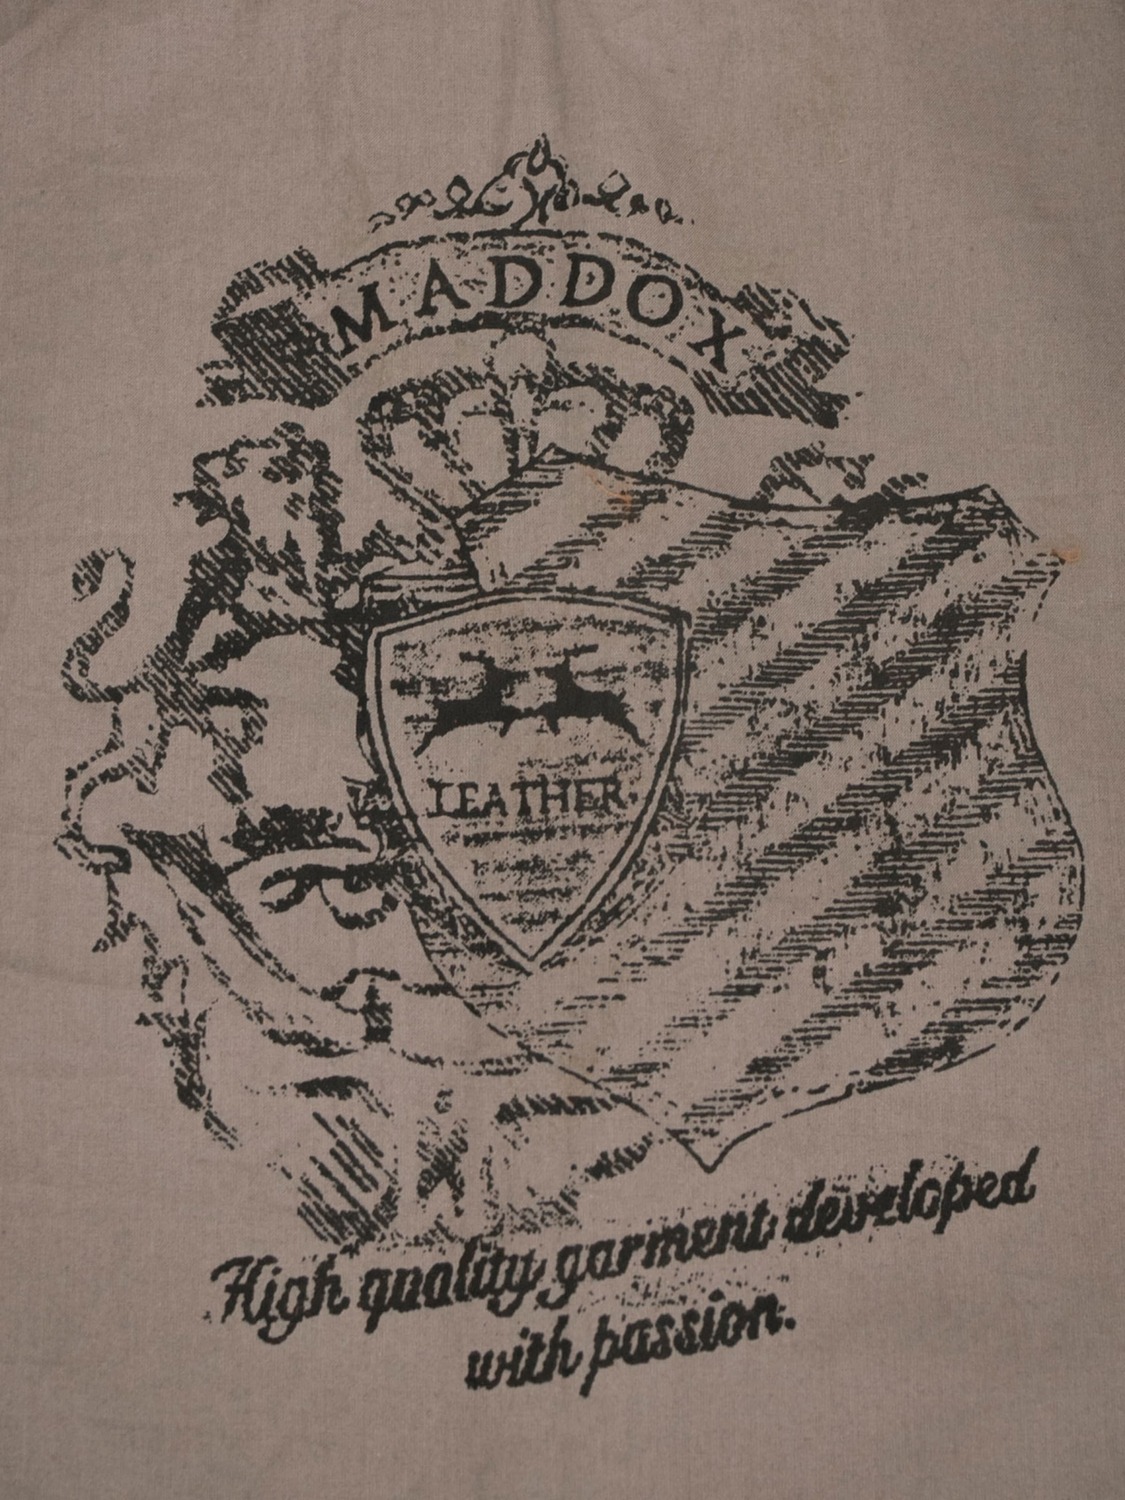 MADDOX
LEATHER
High quality garment developed
with passion.